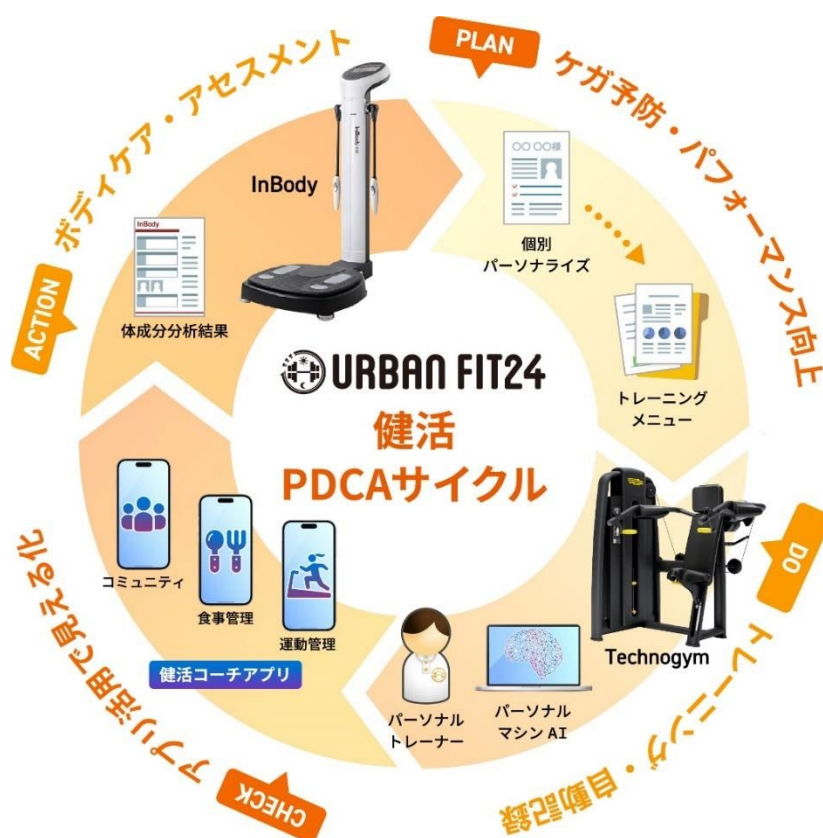 PLAN
ケガ予防・パフォーマンス向上
〇〇 〇〇様
個別
パーソナライズ
トレーニング
メニュー
DO
トレーニング・自動記録
Technogym
パーソナル
マシン AI
パーソナル
トレーナー
CHECK
アプリ活用で見える化
コミュニティ
食事管理
運動管理
健活コーチアプリ
ACTION
ボディケア・アセスメント
InBody
InBody
InBody
体成分分析結果
URBAN FIT24
健活
PDCAサイクル